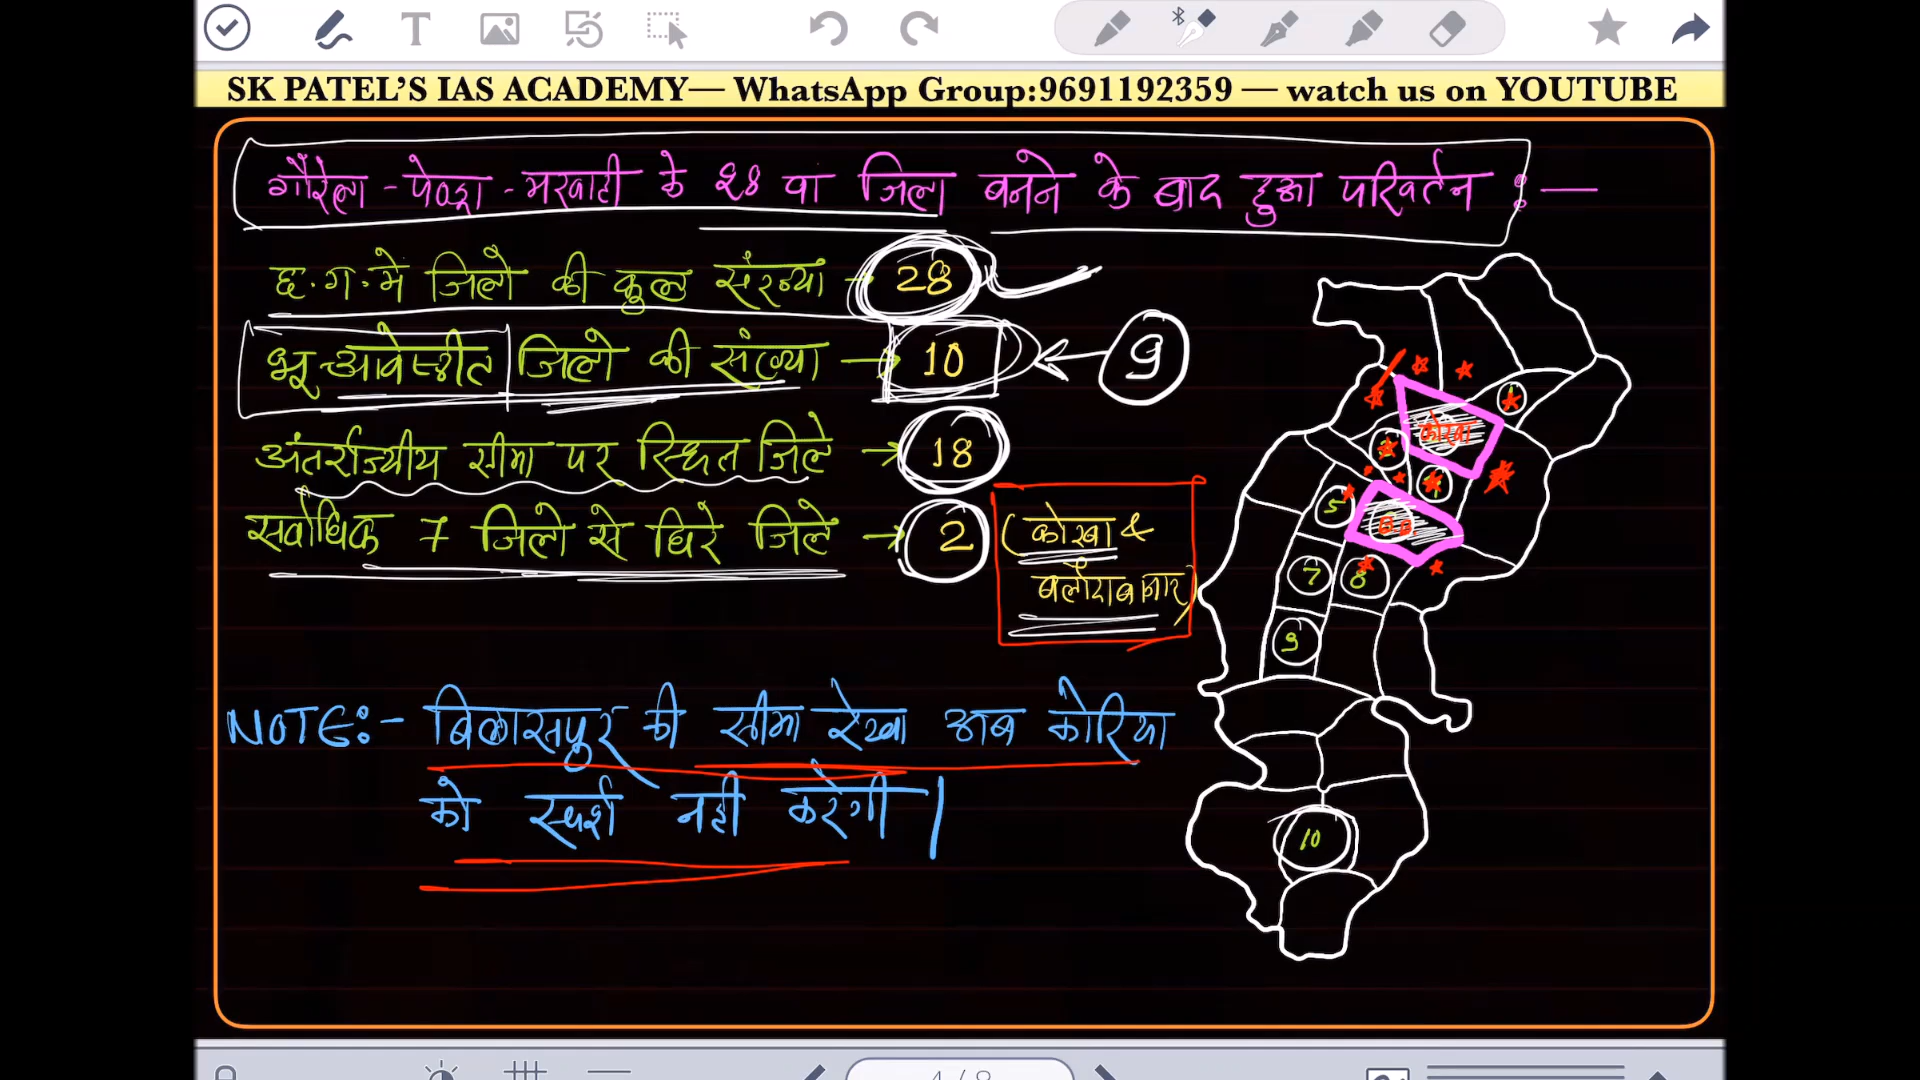 SK PATEL'S IAS ACADEMY— WhatsApp Group:9691192359 — watch us on YOUTUBE
गौरेला - पेण्ड्रा - मरवाही के 28 वा जिला बनने के बाद हुआ परिवर्तन :—
छ.ग. मे जिलो की कुल संख्या → 28
भू-आवेष्ठीत जिलो की संख्या → 10 ← 9
अंतर्राज्यीय सीमा पर स्थित जिले → 18
सर्वाधिक 7 जिलो से घिरे जिले → 2 (कोरबा &
बलौदाबाजार)
NOTE:- बिलासपुर की सीमा रेखा अब कोरिया
को स्पर्श नही करेगी |
कोरबा
5
7
8
9
10
4/8